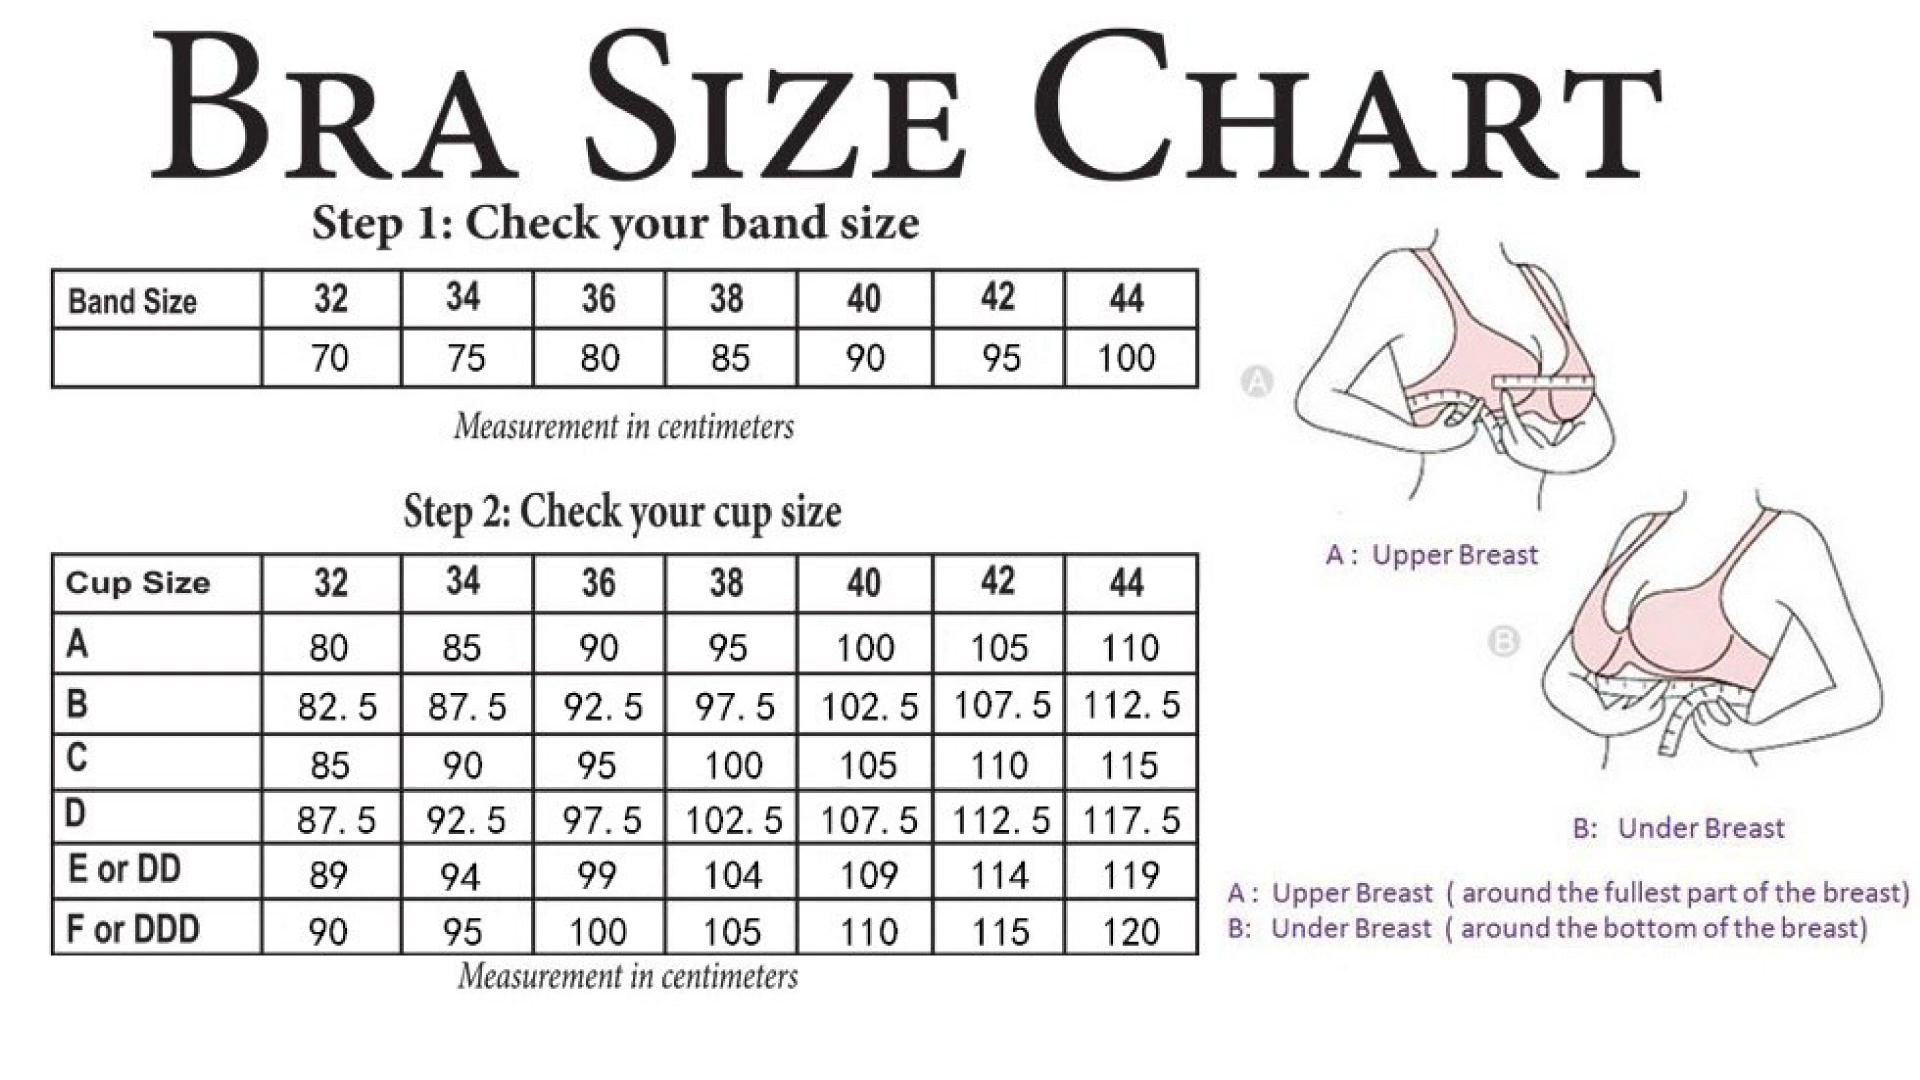 BRA SIZE CHART
Step 1: Check your band size
Band Size 32 34 36 38 40 42 44
70 75 80 85 90 95 100
Measurement in centimeters
Step 2: Check your cup size
Cup Size 32 34 36 38 40 42 44
A 80 85 90 95 100 105 110
B 82.5 87.5 92.5 97.5 102.5 107.5 112.5
C 85 90 95 100 105 110 115
D 87.5 92.5 97.5 102.5 107.5 112.5 117.5
E or DD 89 94 99 104 109 114 119
F or DDD 90 95 100 105 110 115 120
Measurement in centimeters
A
A : Upper Breast
B
B: Under Breast
A : Upper Breast ( around the fullest part of the breast)
B: Under Breast ( around the bottom of the breast)